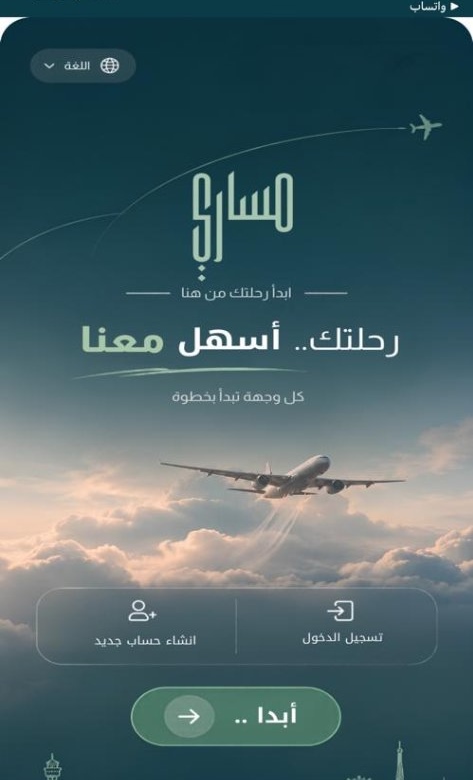 واتساب
اللغة
مساري
ابدأ رحلتك من هنا
رحلتك.. أسهل معنا
كل وجهة تبدأ بخطوة
تسجيل الدخول
انشاء حساب جديد
أبدا ..